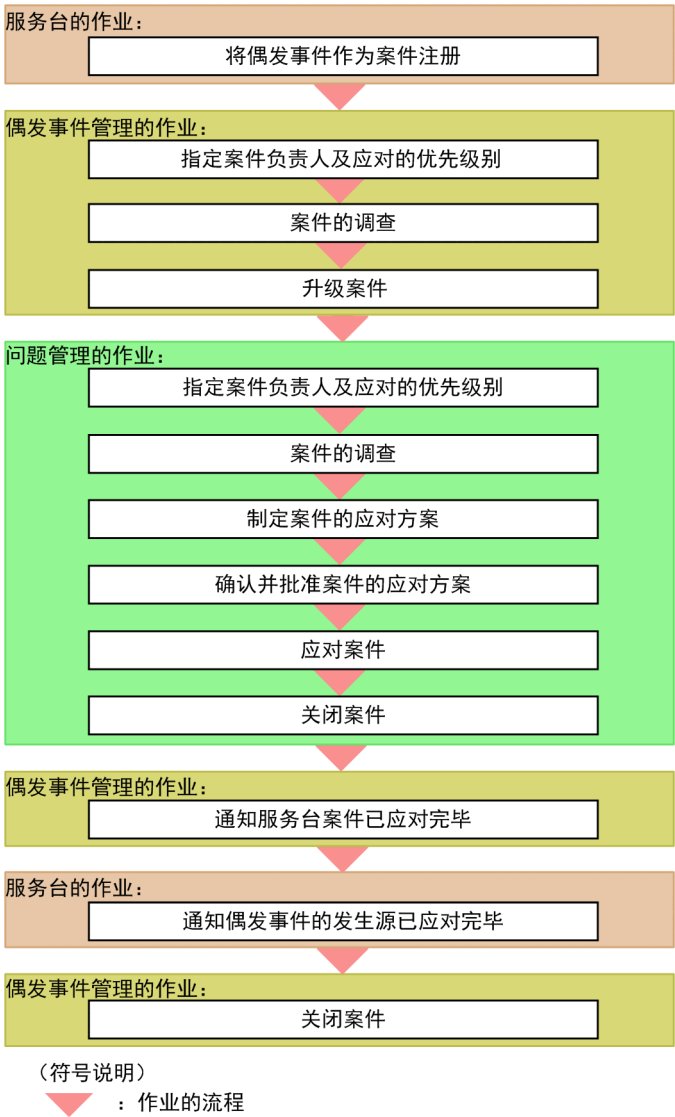 服务台的作业：
将偶发事件作为案件注册
偶发事件管理的作业：
指定案件负责人及应对的优先级别
案件的调查
升级案件
问题管理的作业：
指定案件负责人及应对的优先级别
案件的调查
制定案件的应对方案
确认并批准案件的应对方案
应对案件
关闭案件
偶发事件管理的作业：
通知服务台案件已应对完毕
服务台的作业：
通知偶发事件的发生源已应对完毕
偶发事件管理的作业：
关闭案件
（符号说明）
：作业的流程